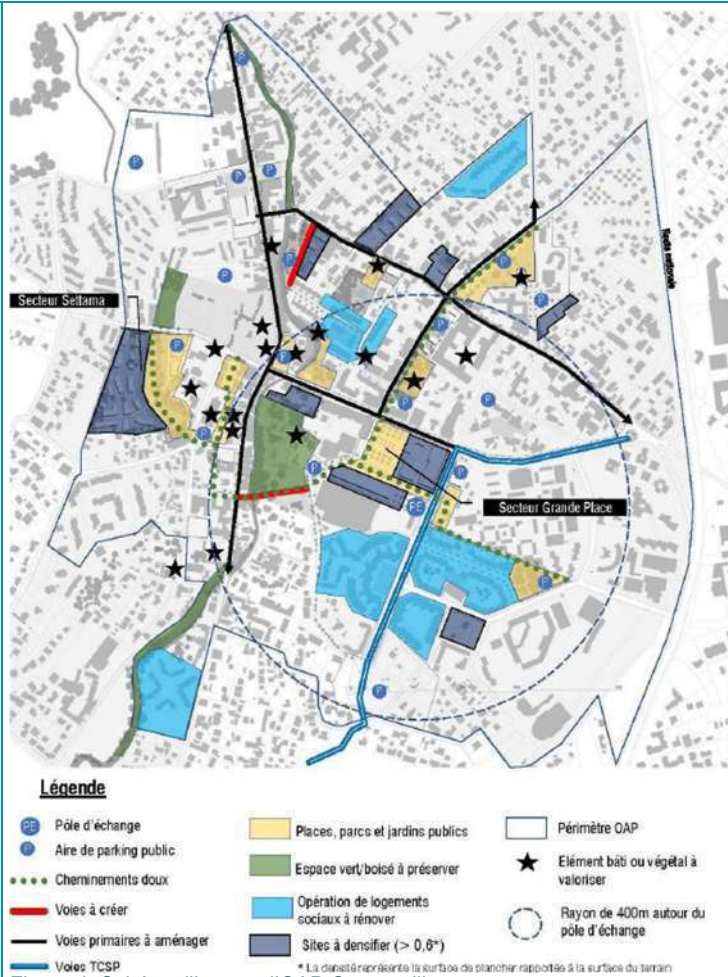 Route nationale
Secteur Settama
Secteur Grande Place
PE
Légende
PE Pôle d'échange
P Aire de parking public
Cheminements doux
Voies à créer
Voies primaires à aménager
Voies TCSP
Places, parcs et jardins publics
Espace vert/boisé à préserver
Opération de logements
sociaux à rénover
Sites à densifier (> 0,6*)
Périmètre OAP
Elément bâti ou végétal à
valoriser
Rayon de 400m autour du
pôle d'échange
* La densité représente la surface de plancher rapportée à la surface du terrain